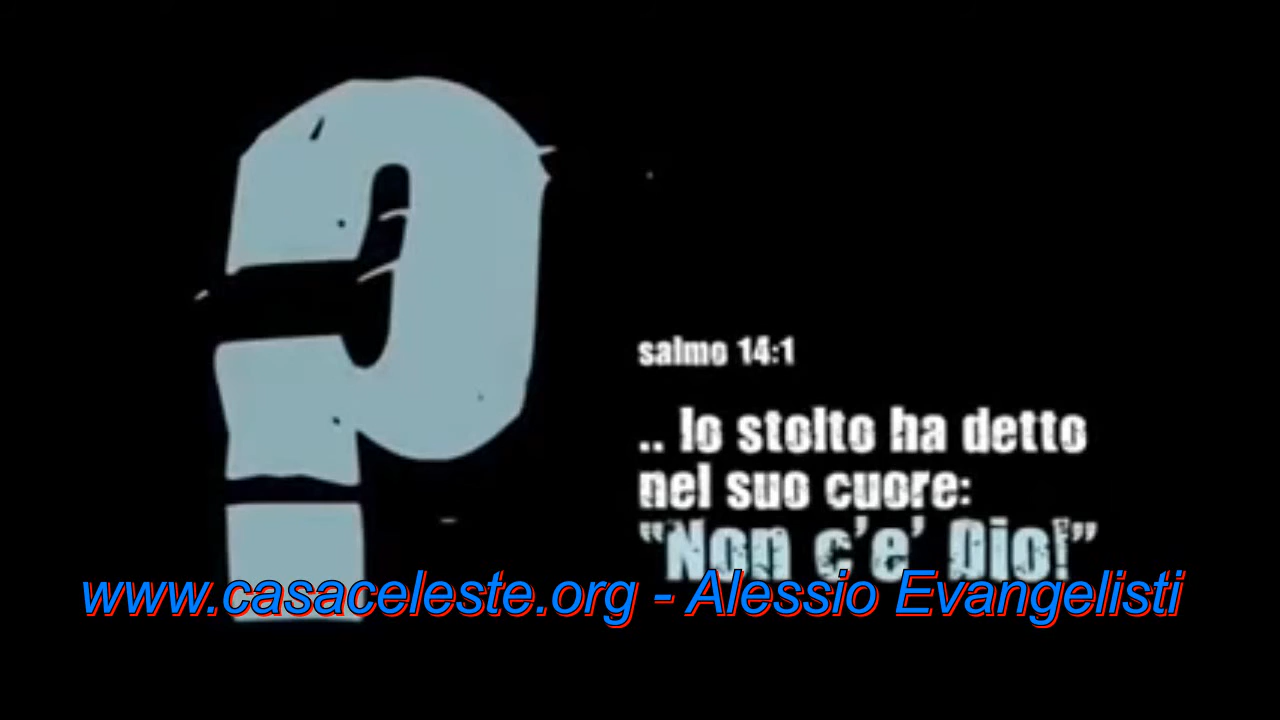 salmo 14:1
.. lo stolto ha detto
nel suo cuore:
“Non c'e' Dio!”
www.casaceleste.org - Alessio Evangelisti